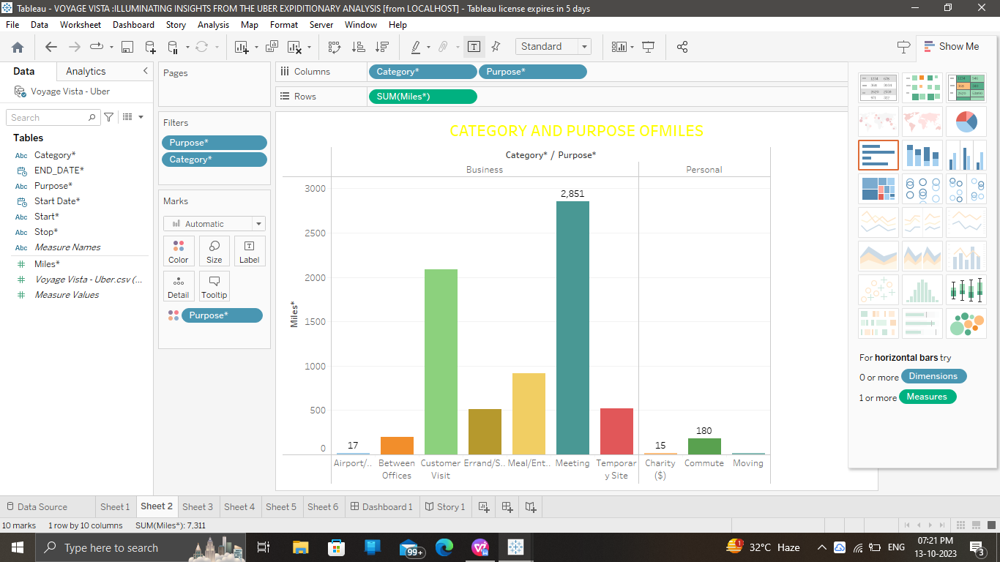 Tableau - VOYAGE VISTA :ILLUMINATING INSIGHTS FROM THE UBER EXPIDITIONARY ANALYSIS [from LOCALHOST] - Tableau license expires in 5 days
File Data Worksheet Dashboard Story Analysis Map Format Server Window Help
Standard
Show Me
Data Analytics
Voyage Vista - Uber
Search
Tables
Abc Category*
END_DATE*
Abc Purpose*
Start Date*
Abc Start*
Abc Stop*
Abc Measure Names
# Miles*
# Voyage Vista - Uber.csv (...
# Measure Values
Pages
Filters
Purpose*
Category*
Marks
Automatic
Color Size Label
Detail Tooltip
Purpose*
Columns Category* Purpose*
Rows SUM(Miles*)
CATEGORY AND PURPOSE OFMILES
Category* / Purpose*
Business Personal
Miles*
3000
2500
2000
1500
1000
500
0
17
2,851
15
180
Airport/..
Between Offices
Customer Visit
Errand/S..
Meal/Ent..
Meeting
Temporar
y Site
Charity
($)
Commute
Moving
For horizontal bars try
0 or more Dimensions
1 or more Measures
Data Source Sheet 1 Sheet 2 Sheet 3 Sheet 4 Sheet 5 Sheet 6 Dashboard 1 Story 1
10 marks 1 row by 10 columns SUM(Miles*): 7,311
Type here to search
99+
1
32°C Haze
ENG
07:21 PM
13-10-2023
3